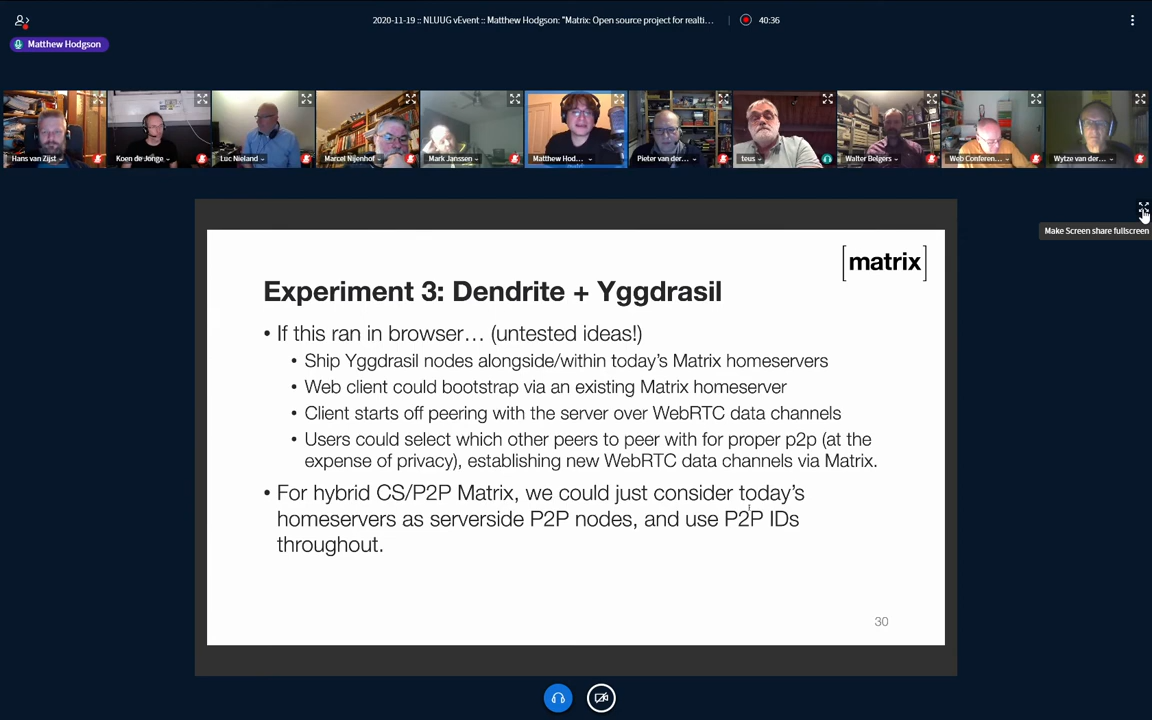 2020-11-19 :: NLUUG vEvent :: Matthew Hodgson: "Matrix: Open source project for realti...
40:36
Matthew Hodgson
Hans van Zijst
Koen de Jonge
Luc Nieland
Marcel Nijenhof
Mark Janssen
Matthew Hod...
Pieter van der...
teus
Walter Belgers
Web Conferen...
Wytze van der...
Make Screen share fullscreen
[matrix]
Experiment 3: Dendrite + Yggdrasil
• If this ran in browser… (untested ideas!)
• Ship Yggdrasil nodes alongside/within today's Matrix homeservers
• Web client could bootstrap via an existing Matrix homeserver
• Client starts off peering with the server over WebRTC data channels
• Users could select which other peers to peer with for proper p2p (at the
expense of privacy), establishing new WebRTC data channels via Matrix.
• For hybrid CS/P2P Matrix, we could just consider today's
homeservers as serverside P2P nodes, and use P2P IDs
throughout.
30